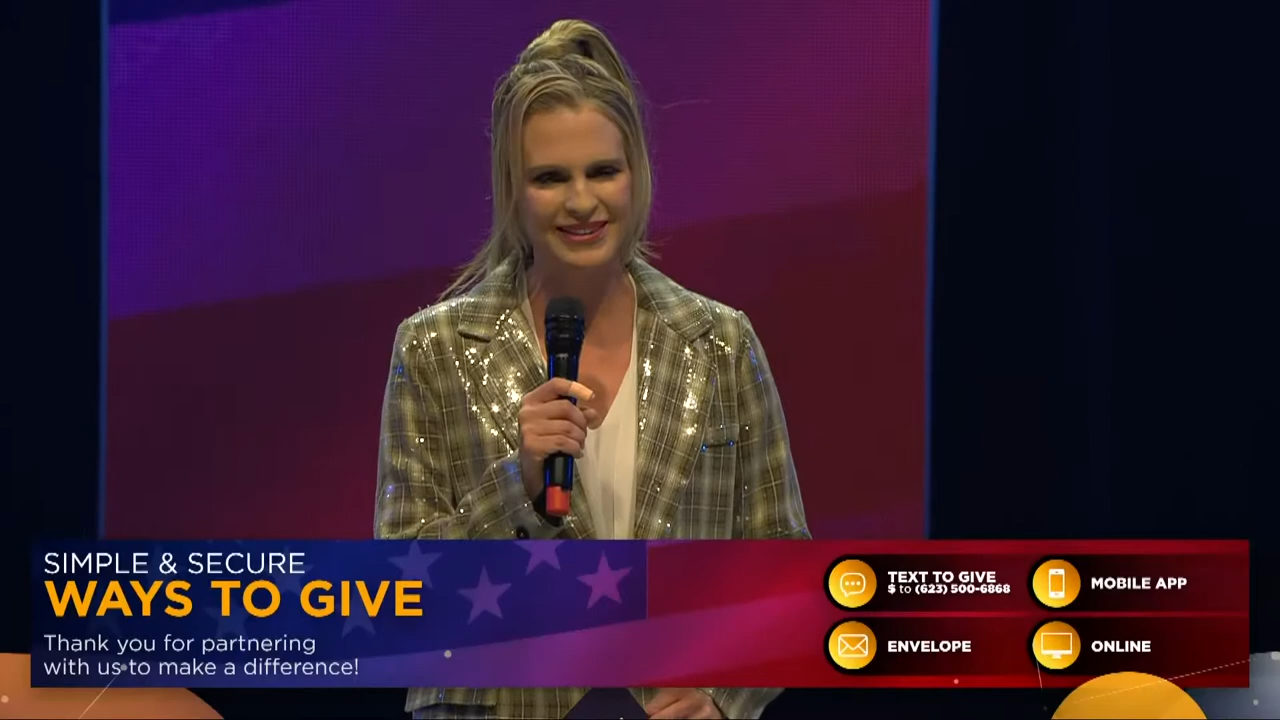 SIMPLE & SECURE
WAYS TO GIVE
Thank you for partnering
with us to make a difference!
TEXT TO GIVE
$ to (623) 500-6868
MOBILE APP
ENVELOPE
ONLINE